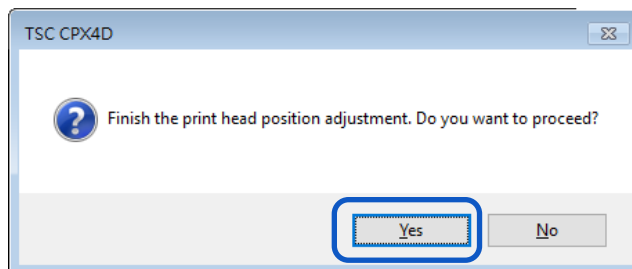 TSC CPX4D
Finish the print head position adjustment. Do you want to proceed?
Yes
No